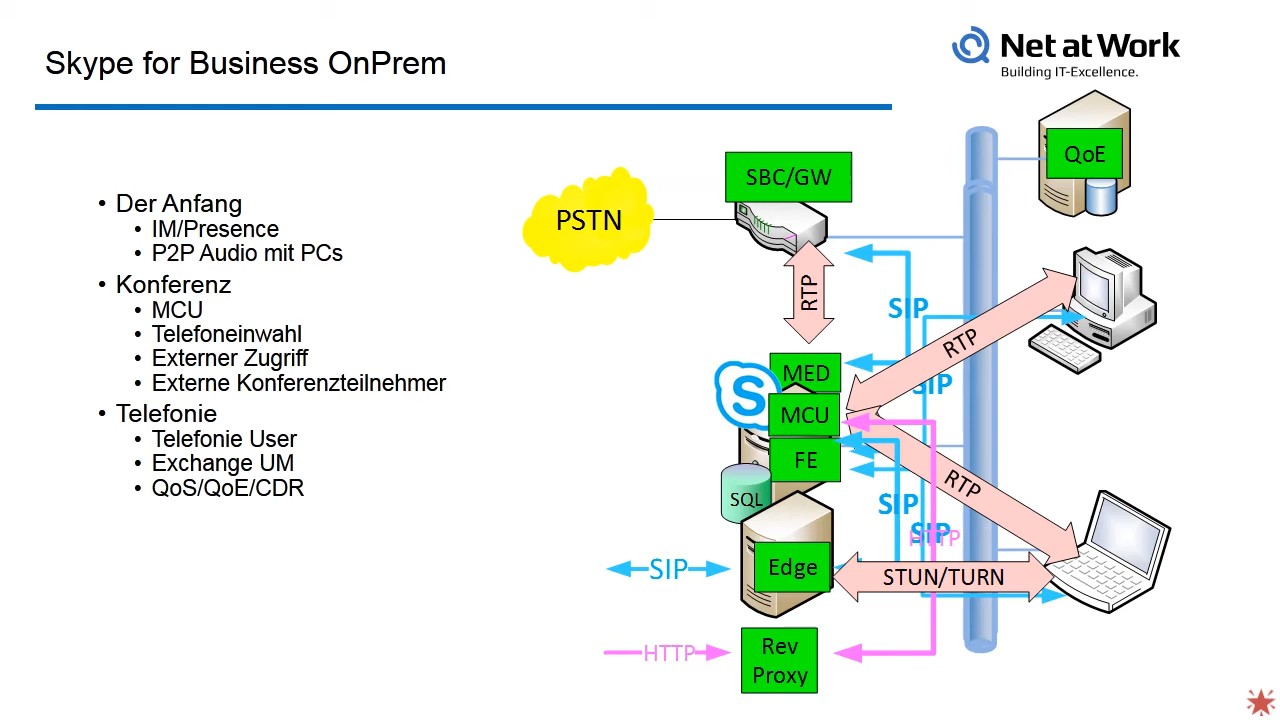 Skype for Business OnPrem
Net at Work
Building IT-Excellence.
• Der Anfang
• IM/Presence
• P2P Audio mit PCs
• Konferenz
• MCU
• Telefoneinwahl
• Externer Zugriff
• Externe Konferenzteilnehmer
• Telefonie
• Telefonie User
• Exchange UM
• QoS/QoE/CDR
QoE
SBC/GW
PSTN
RTP
SIP
RTP
SIP
MED
S
MCU
FE
RTP
SQL
SIP
SIP
HTTP
Edge
SIP
STUN/TURN
HTTP
Rev
Proxy